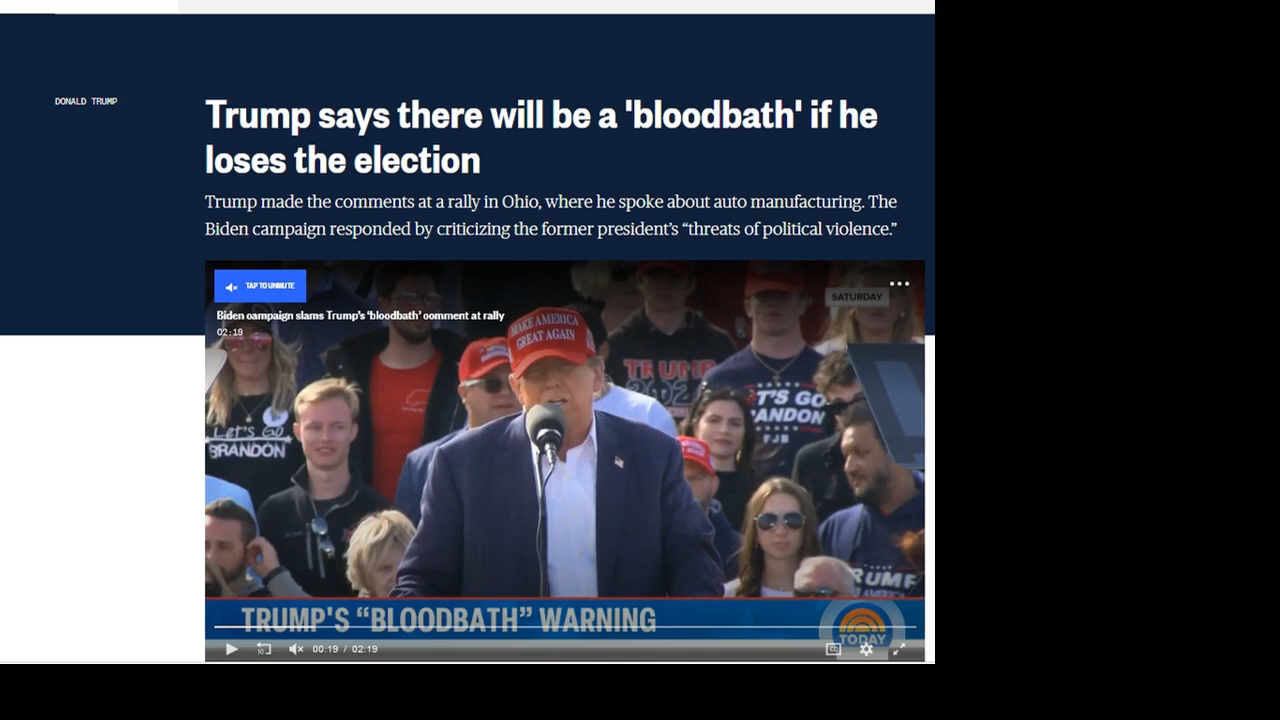 DONALD TRUMP
Trump says there will be a 'bloodbath' if he
loses the election
Trump made the comments at a rally in Ohio, where he spoke about auto manufacturing. The
Biden campaign responded by criticizing the former president's “threats of political violence.”
TAP TO UNMUTE
SATURDAY
Biden campaign slams Trump's 'bloodbath' comment at rally
02:19
MAKE AMERICA
GREAT AGAIN
TRUMP
202
LET'S GO
BRANDON
FJB
Let's Go
BRANDON
TRUMP
TRUMP'S “BLOODBATH” WARNING
TODAY
10
00:19 / 02:19
CC